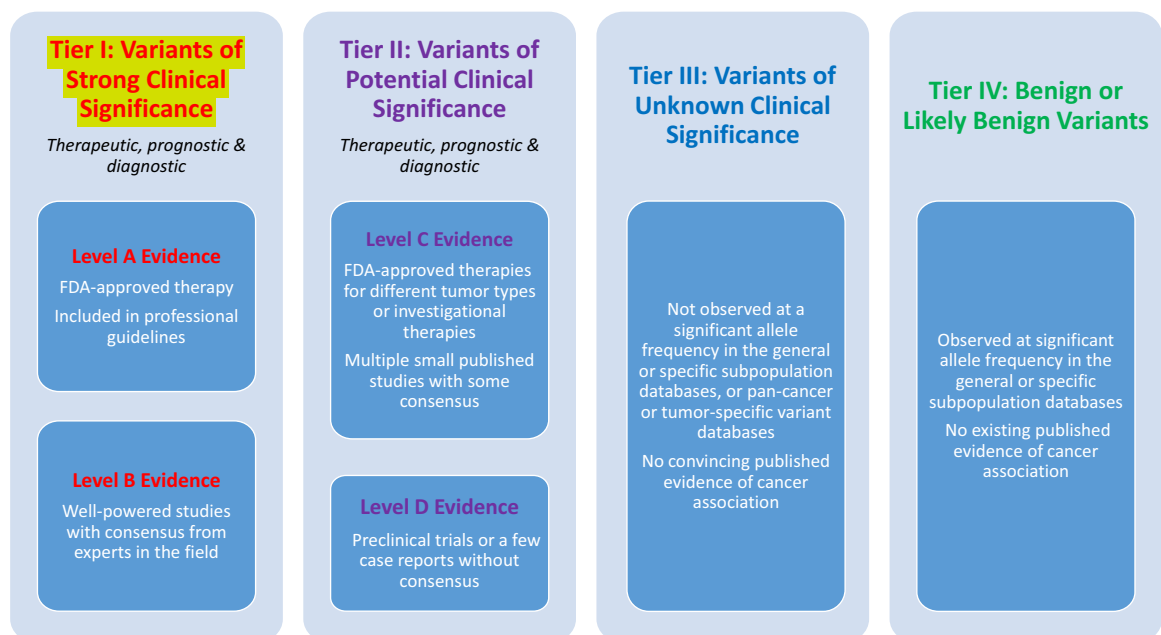 Tier I: Variants of
Strong Clinical
Significance
Therapeutic, prognostic &
diagnostic
Level A Evidence
FDA-approved therapy
Included in professional
guidelines
Level B Evidence
Well-powered studies
with consensus from
experts in the field
Tier II: Variants of
Potential Clinical
Significance
Therapeutic, prognostic &
diagnostic
Level C Evidence
FDA-approved therapies
for different tumor types
or investigational
therapies
Multiple small published
studies with some
consensus
Level D Evidence
Preclinical trials or a few
case reports without
consensus
Tier III: Variants of
Unknown Clinical
Significance
Not observed at a
significant allele
frequency in the general
or specific subpopulation
databases, or pan-cancer
or tumor-specific variant
databases
No convincing published
evidence of cancer
association
Tier IV: Benign or
Likely Benign Variants
Observed at significant
allele frequency in the
general or specific
subpopulation databases
No existing published
evidence of cancer
association